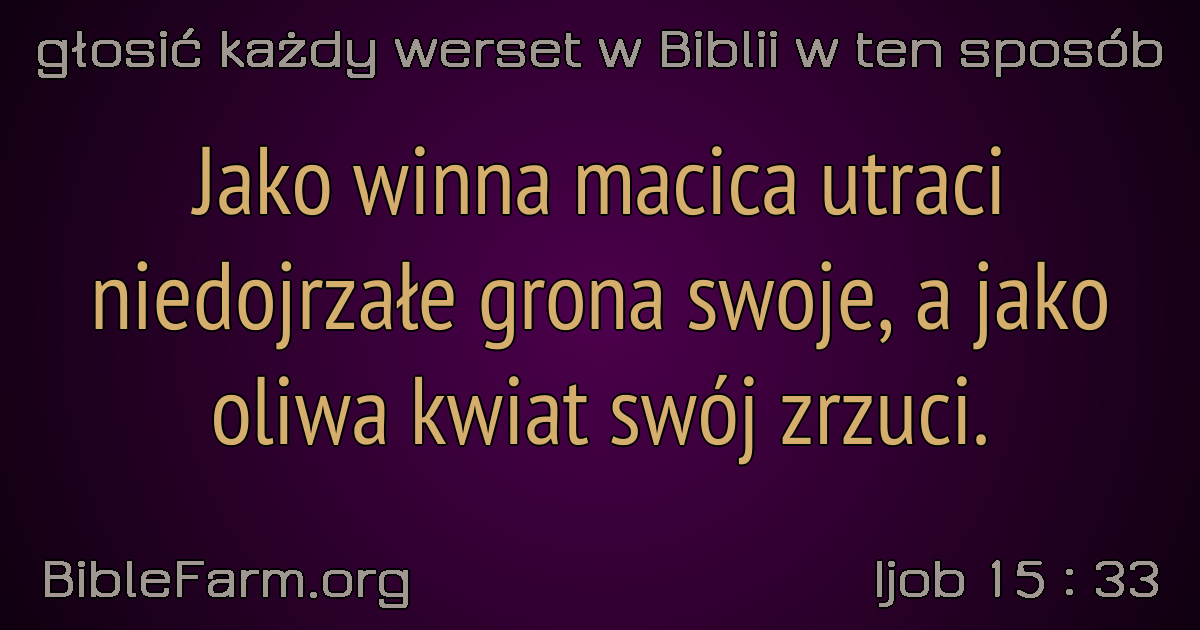 głosić każdy werset w Biblii w ten sposób
Jako winna macica utraci
niedojrzałe grona swoje, a jako
oliwa kwiat swój zrzuci.
BibleFarm.org
Ijob 15 : 33